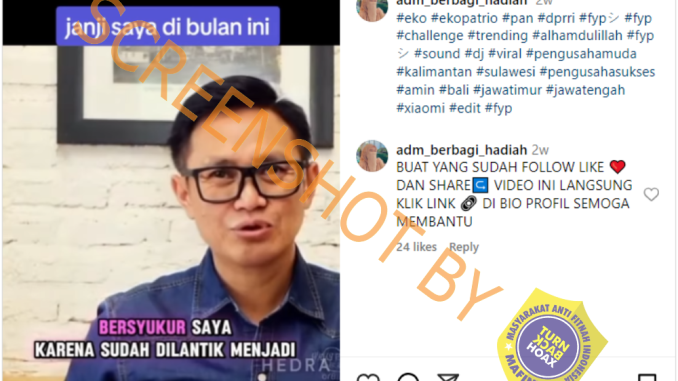 janji saya di bulan ini
BERSYUKUR SAYA
KARENA SUDAH DILANTIK MENJADI
HEDRA
SCREENSHOT BY
adm_berbagi_hadiah 2w
#eko #ekopatrio #pan #dprri #fypシ #fyp
#challenge #trending #alhamdulillah #fyp
シ #sound #dj #viral #pengusahamuda
#kalimantan #sulawesi #pengusahasukses
#amin #bali #jawatimur #jawatengah
#xiaomi #edit #fyp
adm_berbagi_hadiah 2w
BUAT YANG SUDAH FOLLOW LIKE ❤️
DAN SHARE↪️ VIDEO INI LANGSUNG
KLIK LINK 🔗 DI BIO PROFIL SEMOGA
MEMBANTU
24 likes Reply
MASYARAKAT ANTI FITNAH INDONESIA
TURN
BACK
HOAX